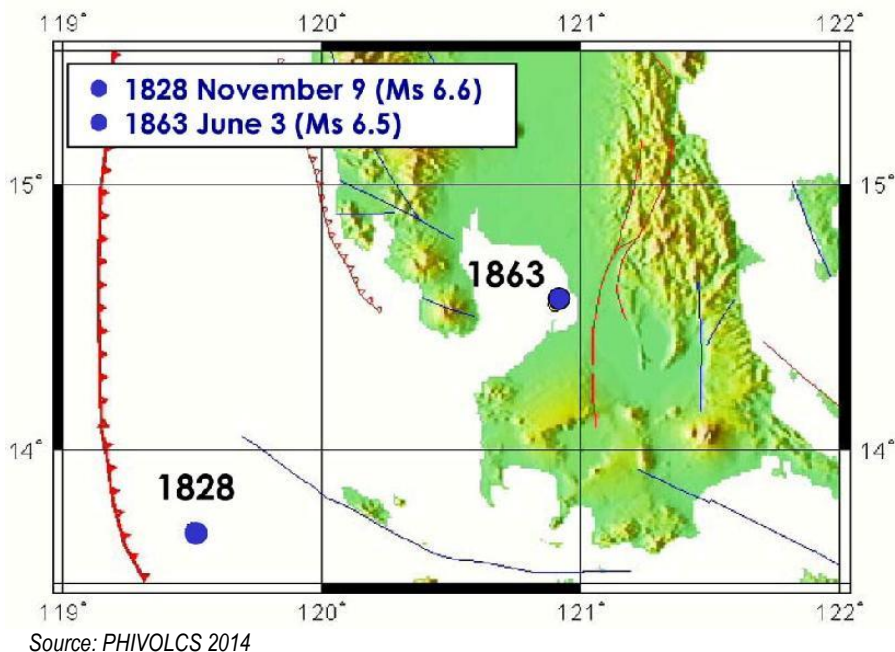 119° 120° 121° 122°
1828 November 9 (Ms 6.6)
1863 June 3 (Ms 6.5)
15° 15°
1863
14° 14°
1828
119° 120° 121° 122°
Source: PHIVOLCS 2014